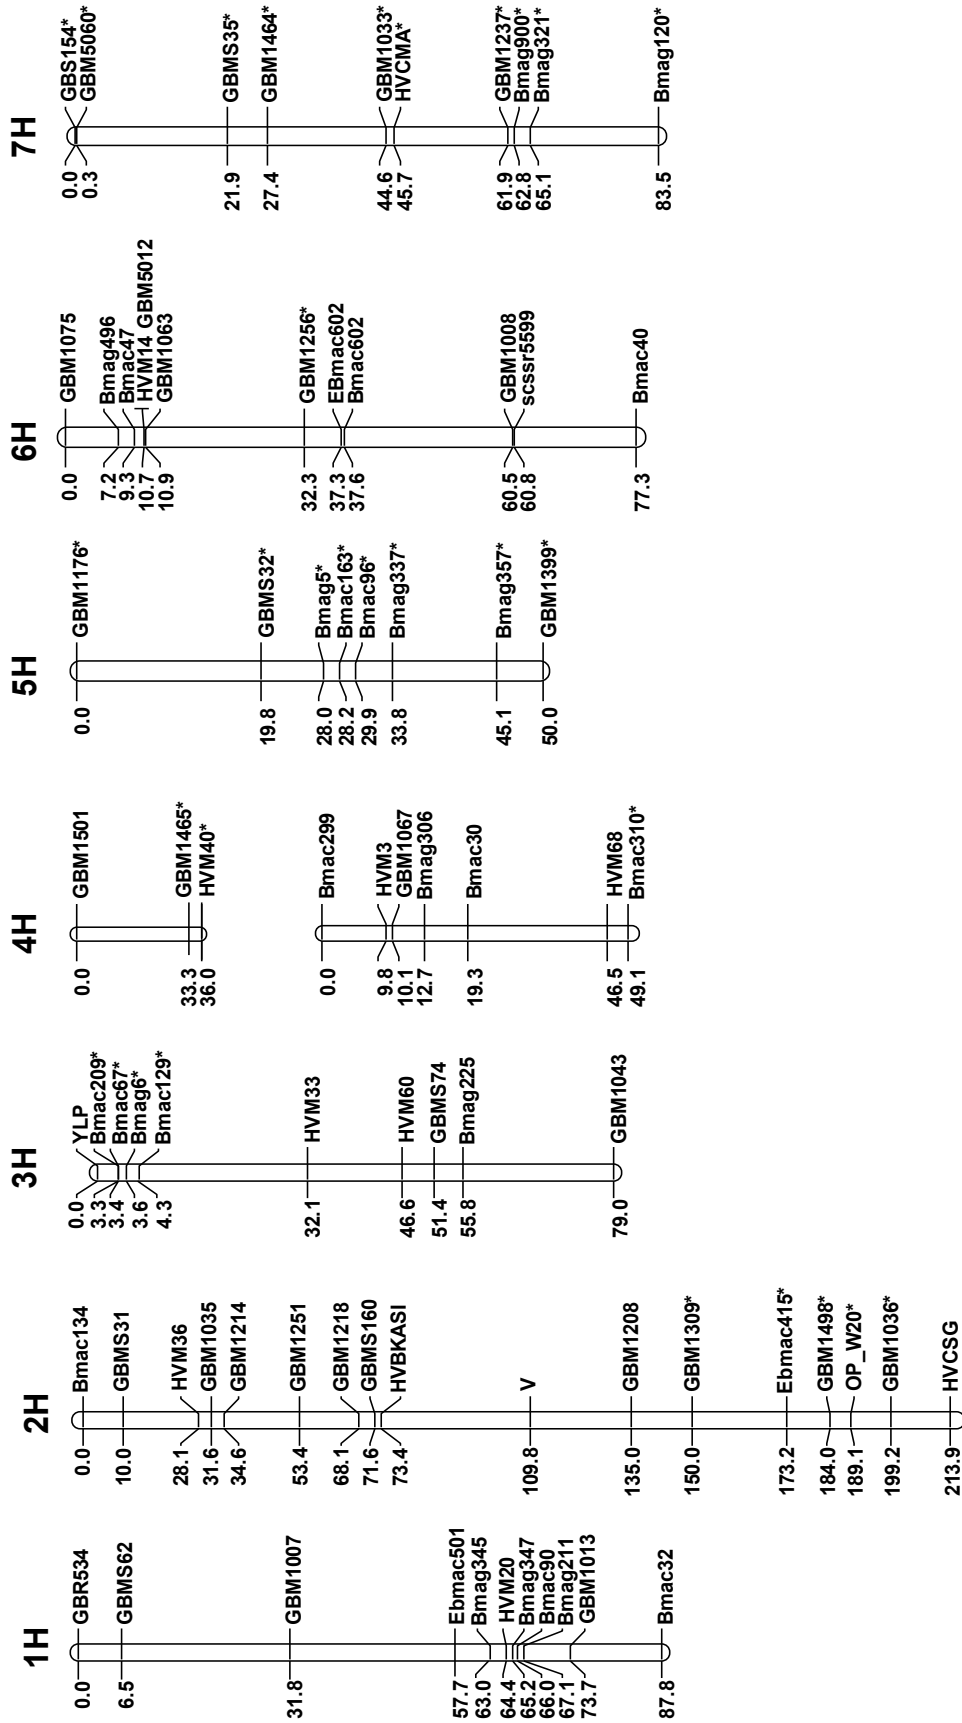 1H
0.0 GBR534
6.5 GBMS62
31.8 GBM1007
57.7 Ebmac501
63.0 Bmag345
64.4 HVM20
65.2 Bmag347
66.0 Bmac90
67.1 Bmag211
73.7 GBM1013
87.8 Bmac32
2H
0.0 Bmac134
10.0 GBMS31
28.1 HVM36
31.6 GBM1035
34.6 GBM1214
53.4 GBM1251
68.1 GBM1218
71.6 GBMS160
73.4 HVBKASI
109.8 V
135.0 GBM1208
150.0 GBM1309*
173.2 Ebmac415*
184.0 GBM1498*
189.1 OP_W20*
199.2 GBM1036*
213.9 HVCSG
3H
0.0 YLP
3.3 Bmac209*
3.4 Bmac67*
3.6 Bmag6*
4.3 Bmac129*
32.1 HVM33
46.6 HVM60
51.4 GBMS74
55.8 Bmag225
79.0 GBM1043
4H
0.0 GBM1501
33.3 GBM1465*
36.0 HVM40*
0.0 Bmac299
9.8 HVM3
10.1 GBM1067
12.7 Bmag306
19.3 Bmac30
46.5 HVM68
49.1 Bmac310*
5H
0.0 GBM1176*
19.8 GBMS32*
28.0 Bmag5*
28.2 Bmac163*
29.9 Bmac96*
33.8 Bmag337*
45.1 Bmag357*
50.0 GBM1399*
6H
0.0 GBM1075
7.2 Bmag496
9.3 Bmac47
10.7 HVM14 GBM5012
10.9 GBM1063
32.3 GBM1256*
37.3 EBmac602
37.6 Bmac602
60.5 GBM1008
60.8 scssr5599
77.3 Bmac40
7H
0.0 GBS154*
0.3 GBM5060*
21.9 GBMS35*
27.4 GBM1464*
44.6 GBM1033*
45.7 HVCMA*
61.9 GBM1237*
62.8 Bmag900*
65.1 Bmag321*
83.5 Bmag120*